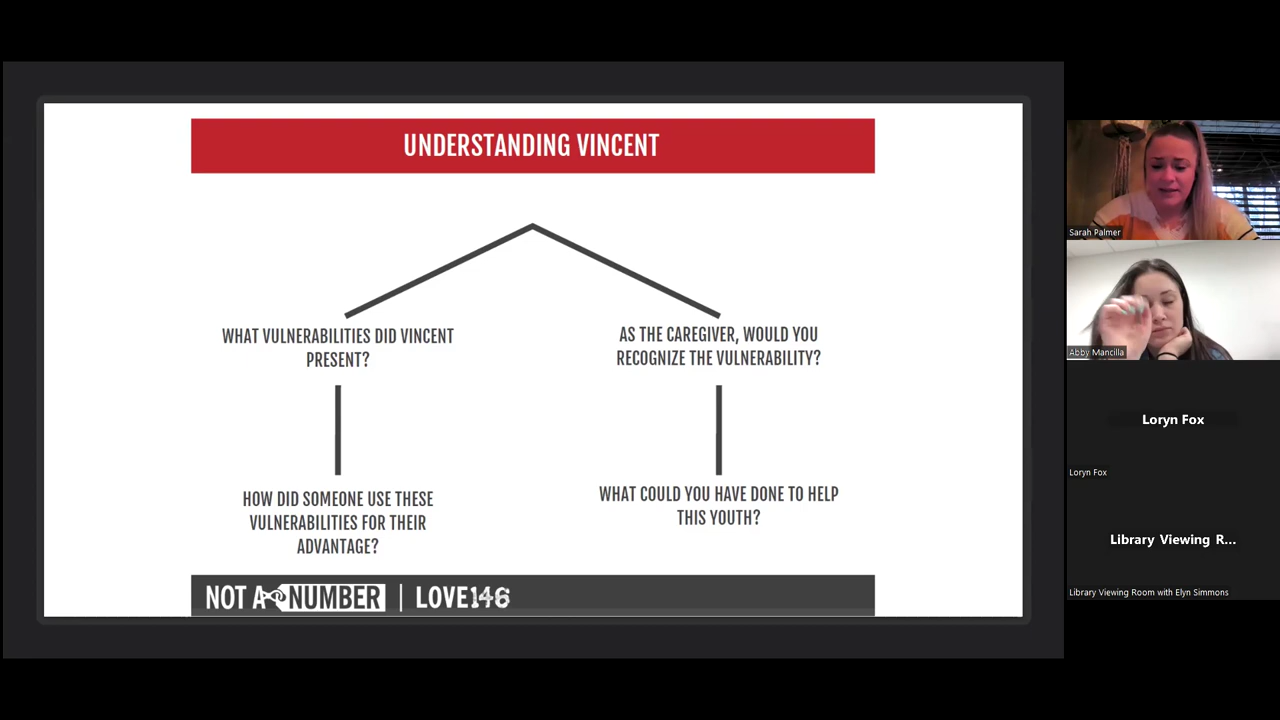 UNDERSTANDING VINCENT
WHAT VULNERABILITIES DID VINCENT
PRESENT?
AS THE CAREGIVER, WOULD YOU
RECOGNIZE THE VULNERABILITY?
HOW DID SOMEONE USE THESE
VULNERABILITIES FOR THEIR
ADVANTAGE?
WHAT COULD YOU HAVE DONE TO HELP
THIS YOUTH?
NOT A NUMBER | LOVE146
Sarah Palmer
Abby Mancilla
Loryn Fox
Loryn Fox
Library Viewing R...
Library Viewing Room with Elyn Simmons